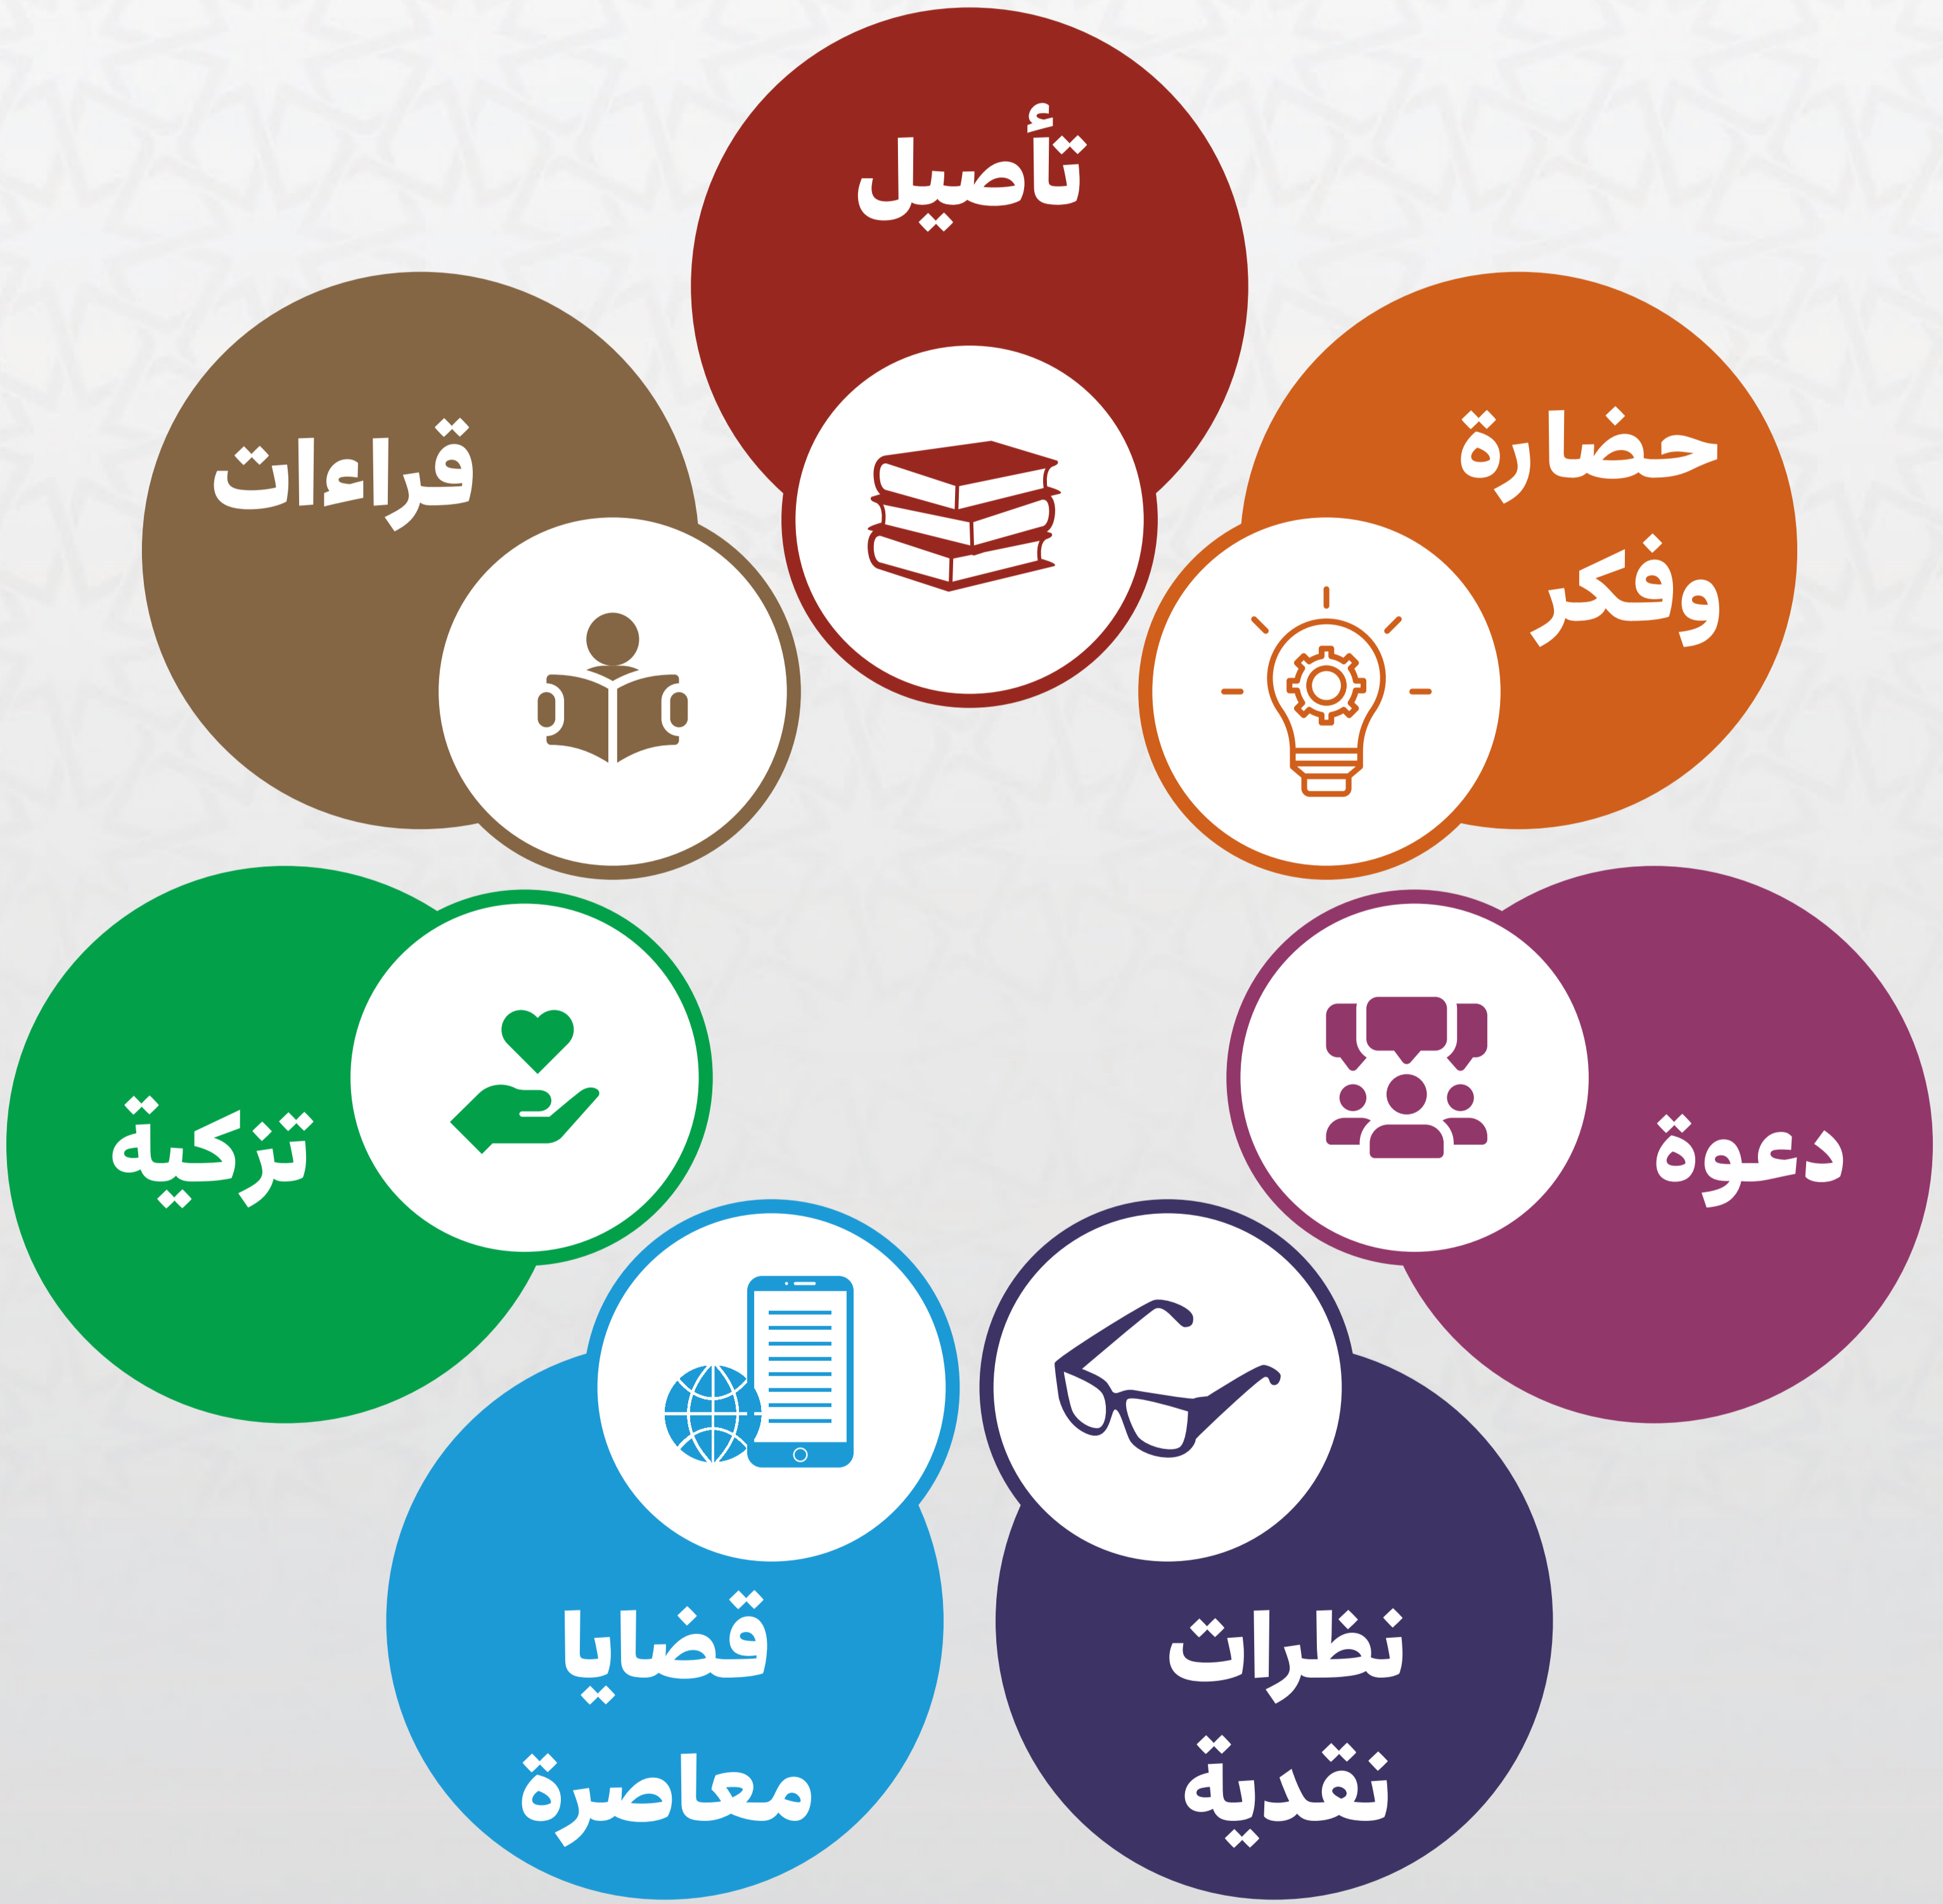 تأصيل
حضارة
وفكر
دعوة
نظرات
نقدية
قضايا
معاصرة
تزكية
قراءات